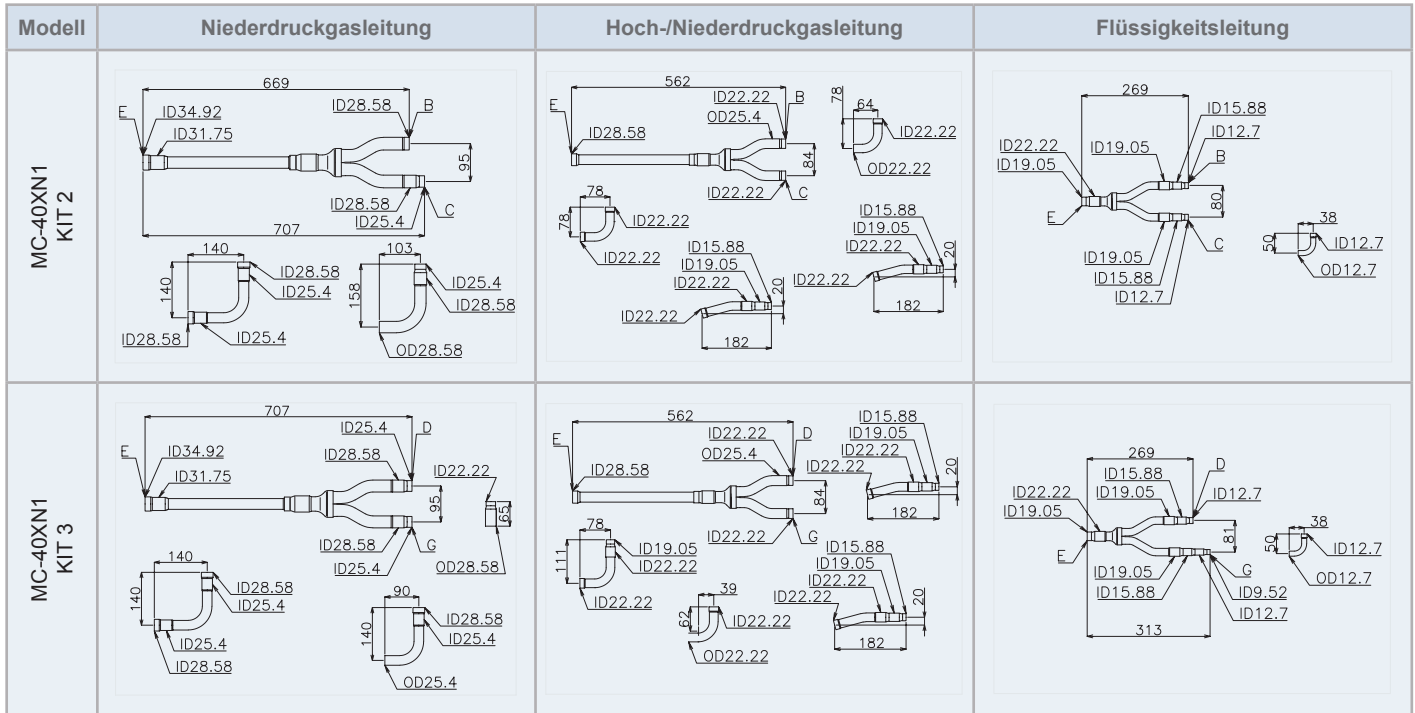 Modell
Niederdruckgasleitung
Hoch-/Niederdruckgasleitung
Flüssigkeitsleitung
MC-40XN1
KIT 2
669
E
ID34.92
ID31.75
ID28.58
B
95
ID28.58
ID25.4
C
707
140
140
ID28.58
ID25.4
ID28.58
ID25.4
103
158
ID25.4
ID28.58
OD28.58
562
E
ID28.58
ID22.22
OD25.4
B
84
ID22.22
C
78
64
ID22.22
OD22.22
78
78
ID22.22
ID22.22
ID15.88
ID19.05
ID22.22
20
ID22.22
182
ID15.88
ID19.05
ID22.22
20
ID22.22
182
269
ID15.88
ID12.7
ID22.22
ID19.05
ID19.05
B
E
80
C
ID19.05
ID15.88
ID12.7
38
50
ID12.7
OD12.7
MC-40XN1
KIT 3
707
E
ID34.92
ID31.75
ID25.4
ID28.58
D
95
ID28.58
ID25.4
G
ID22.22
65
OD28.58
140
140
ID28.58
ID25.4
ID25.4
ID28.58
90
140
ID28.58
ID25.4
OD25.4
562
E
ID28.58
ID22.22
OD25.4
D
84
ID22.22
G
ID15.88
ID19.05
ID22.22
ID22.22
20
182
78
111
ID19.05
ID22.22
ID22.22
39
62
ID22.22
OD22.22
ID15.88
ID19.05
ID22.22
ID22.22
20
182
269
ID15.88
ID19.05
D
ID12.7
ID22.22
ID19.05
E
81
G
ID19.05
ID15.88
ID9.52
ID12.7
313
38
50
ID12.7
OD12.7